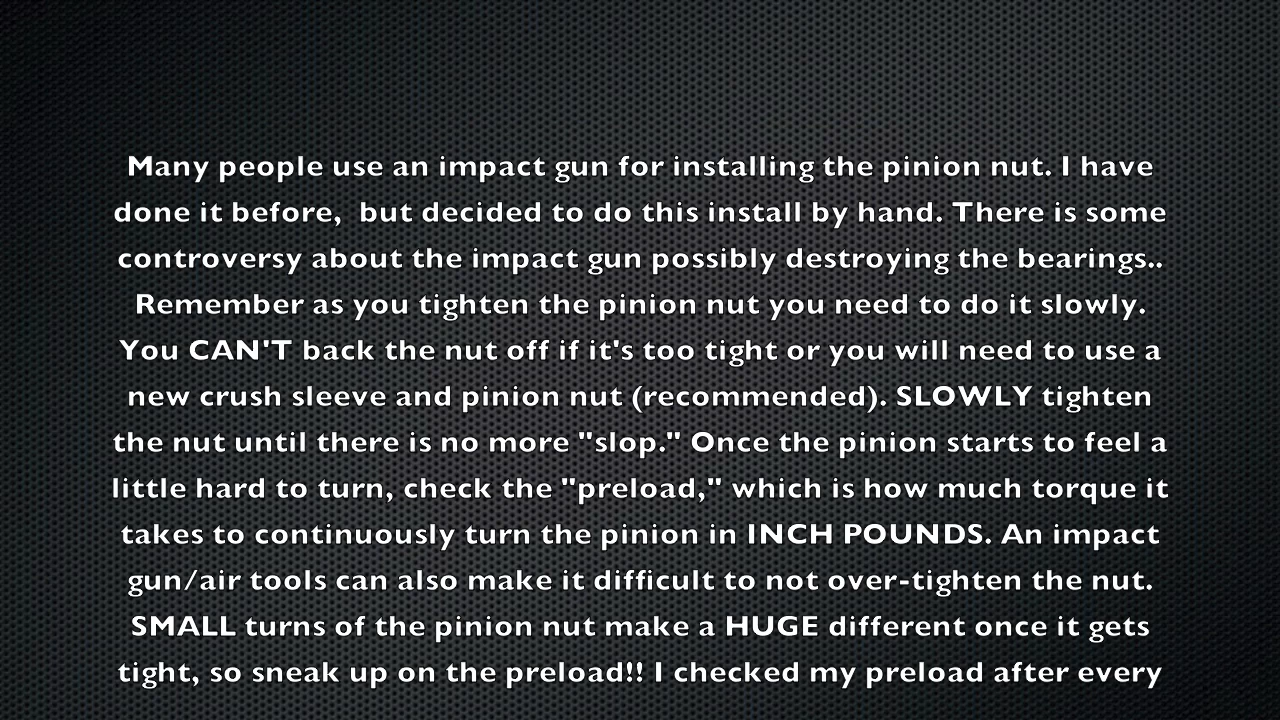 Many people use an impact gun for installing the pinion nut. I have
done it before,  but decided to do this install by hand. There is some
controversy about the impact gun possibly destroying the bearings..
Remember as you tighten the pinion nut you need to do it slowly.
You CAN'T back the nut off if it's too tight or you will need to use a
new crush sleeve and pinion nut (recommended). SLOWLY tighten
the nut until there is no more "slop." Once the pinion starts to feel a
little hard to turn, check the "preload," which is how much torque it
takes to continuously turn the pinion in INCH POUNDS. An impact
gun/air tools can also make it difficult to not over-tighten the nut.
SMALL turns of the pinion nut make a HUGE different once it gets
tight, so sneak up on the preload!! I checked my preload after every